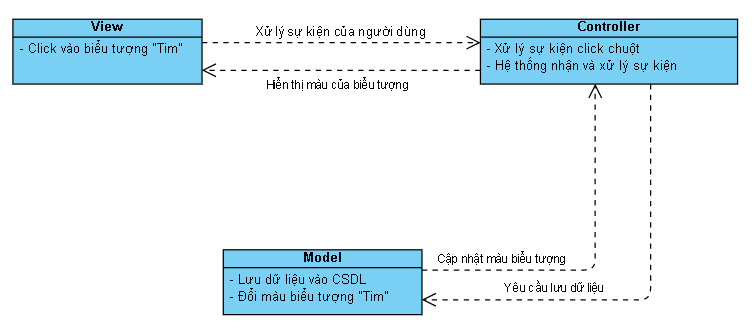 View
- Click vào biểu tượng "Tim"
Xử lý sự kiện của người dùng
Hiển thị màu của biểu tượng
Controller
- Xử lý sự kiện click chuột
- Hệ thống nhận và xử lý sự kiện
Model
- Lưu dữ liệu vào CSDL
- Đổi màu biểu tượng "Tim"
Cập nhật màu biểu tượng
Yêu cầu lưu dữ liệu